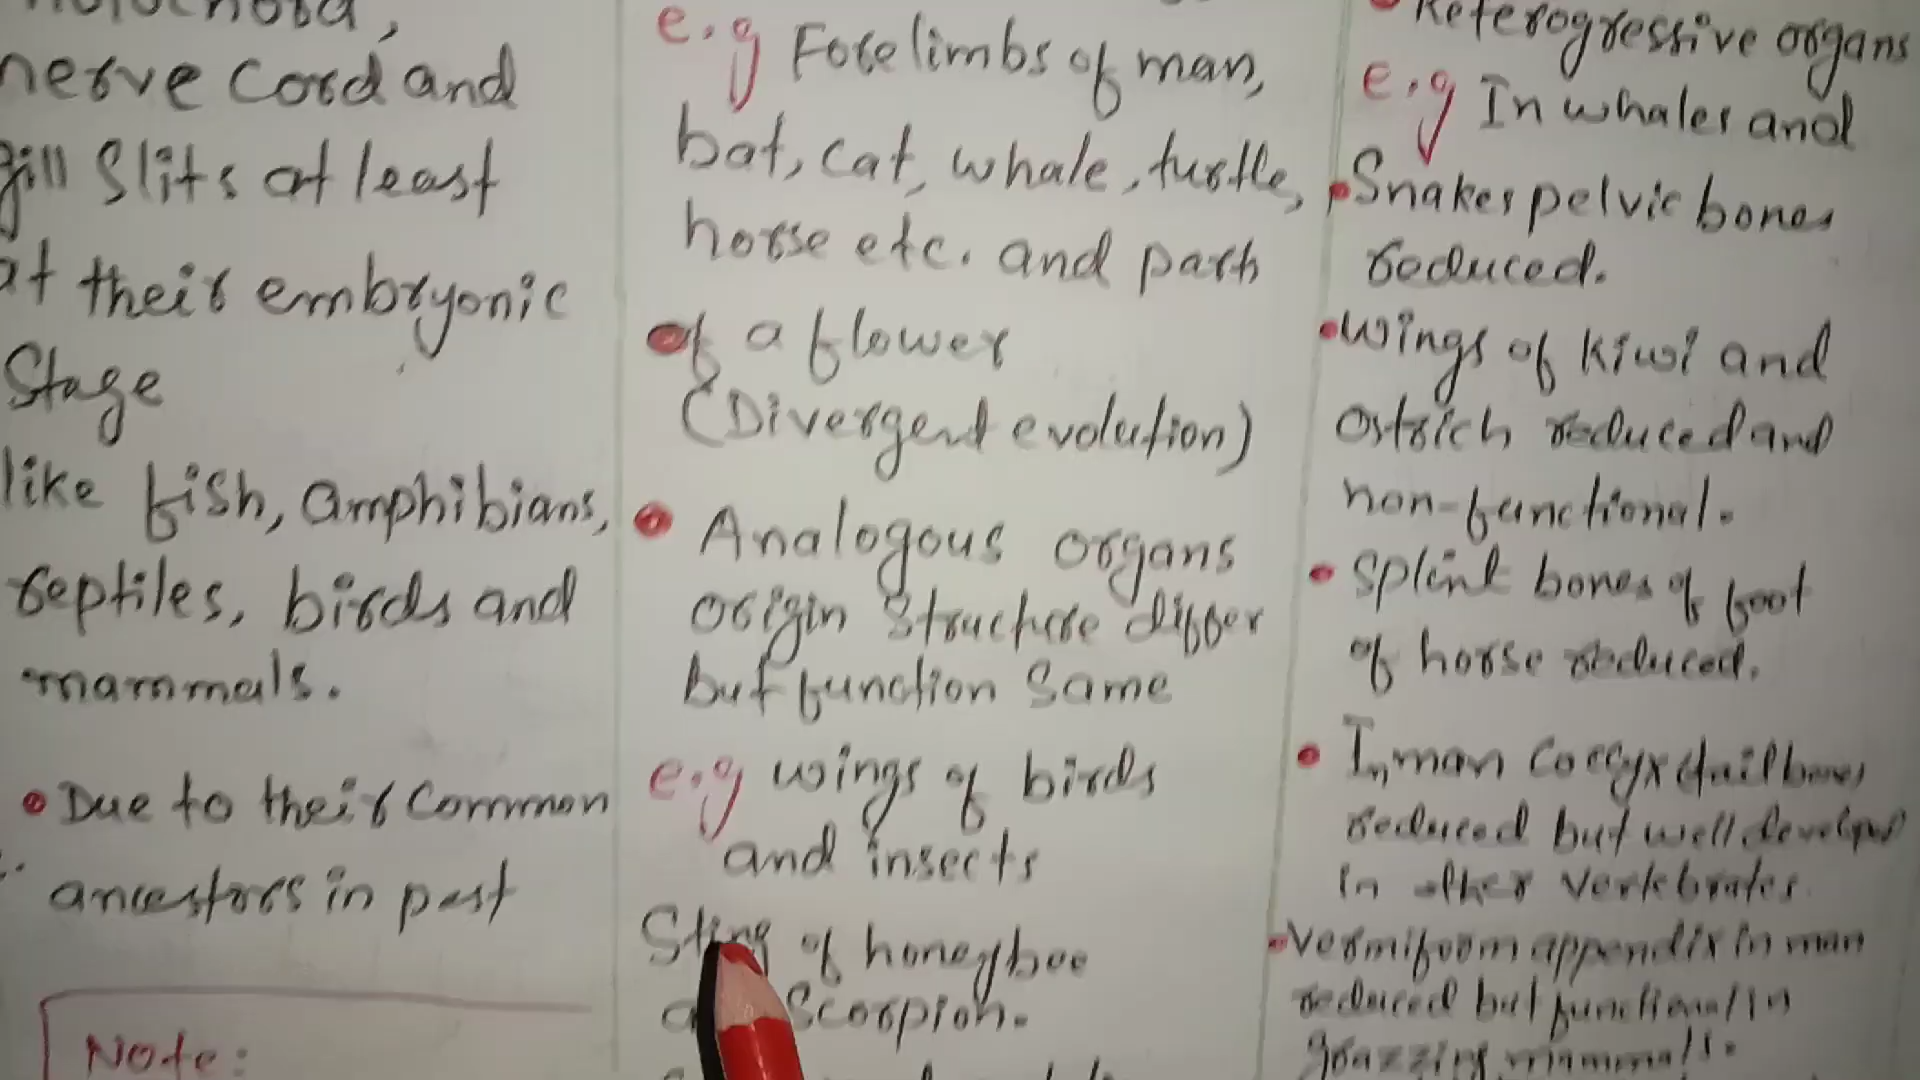 notochord,
nerve cord and
gill slits at least
at their embryonic
Stage
like fish, amphibians,
reptiles, birds and
mammals.
Due to their common
ancestors in past
Note:
e.g Forelimbs of man,
bat, cat, whale, turtle,
horse etc. and parts
of a flower
(Divergent evolution)
Analogous organs
origin structure differ
but function same
e.g wings of birds
and insects
Sting of honeybee
Scorpion.
Reterogressive organs
e.g In whales and
Snakes pelvic bones
reduced.
wings of kiwi and
Ostrich reduced and
non-functional.
Splint bones of foot
of horse reduced.
In man Coccyx tail bones
reduced but well developed
in other vertebrates.
Vermiform appendix in man
reduced but functional in
grazzing mammals.